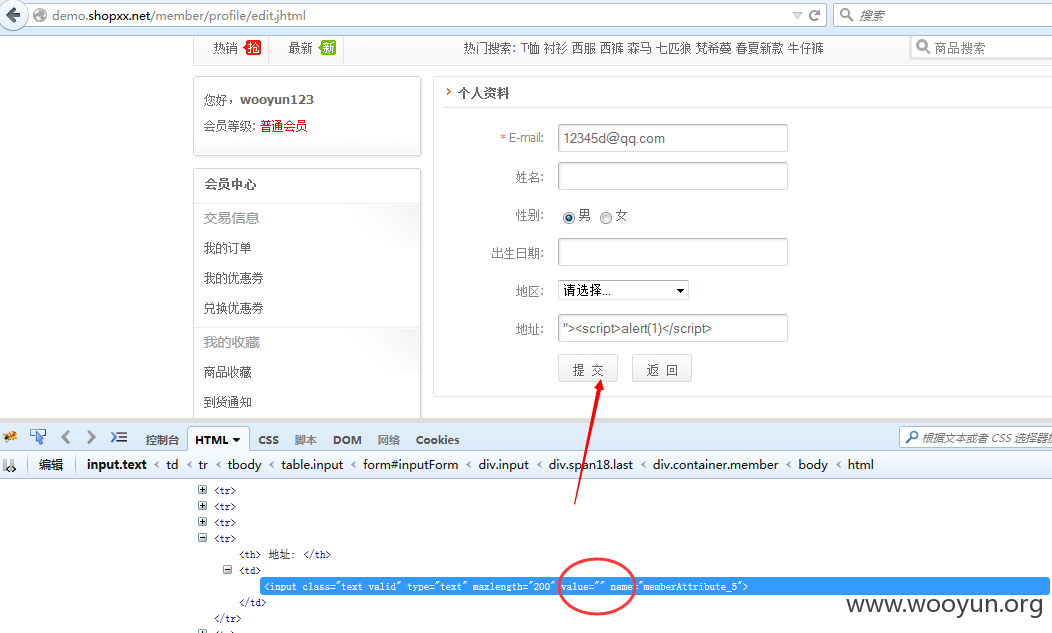 demo.shopxx.net/member/profile/edit.jhtml
搜索
热销 抢 最新 新 热门搜索: T恤 衬衫 西服 西裤 森马 七匹狼 梵希蔓 春夏新款 牛仔裤 商品搜索
您好，wooyun123
会员等级: 普通会员
会员中心
交易信息
我的订单
我的优惠券
兑换优惠券
我的收藏
商品收藏
到货通知
个人资料
* E-mail: 12345d@qq.com
姓名:
性别: 男 女
出生日期:
地区: 请选择...
地址: "><script>alert(1)</script>
提 交 返 回
控制台 HTML CSS 脚本 DOM 网络 Cookies 根据文本或者 CSS 选择器
编辑 input.text < td < tr < tbody < table.input < form#inputForm < div.input < div.span18.last < div.container.member < body < html
<tr>
<tr>
<tr>
<tr>
<th> 地址: </th>
<td>
<input class="text valid" type="text" maxlength="200" value="" name="memberAttribute_5">
</td>
</tr>
<tr>
www.wooyun.org